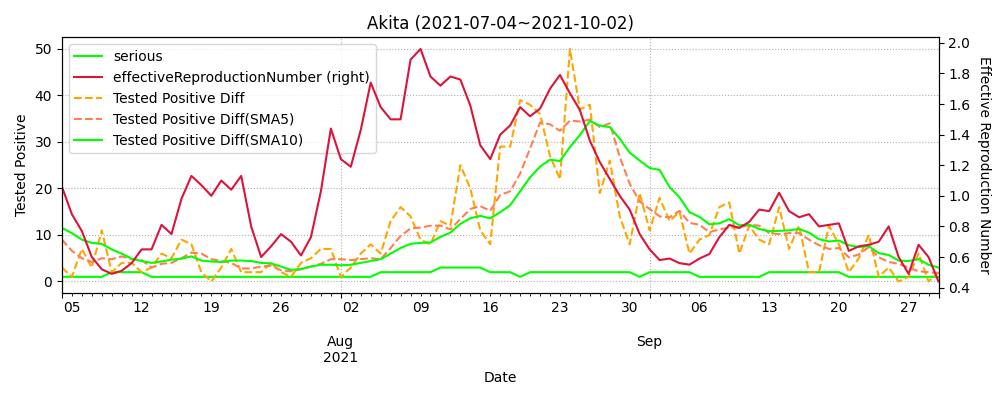 Akita (2021-07-04~2021-10-02)
serious
effectiveReproductionNumber (right)
Tested Positive Diff
Tested Positive Diff(SMA5)
Tested Positive Diff(SMA10)
Tested Positive
50
40
30
20
10
0
2.0
1.8
1.6
1.4
1.2
1.0
0.8
0.6
0.4
Effective Reproduction Number
05 12 19 26 02 09 16 23 30 06 13 20 27
Aug Sep
2021
Date